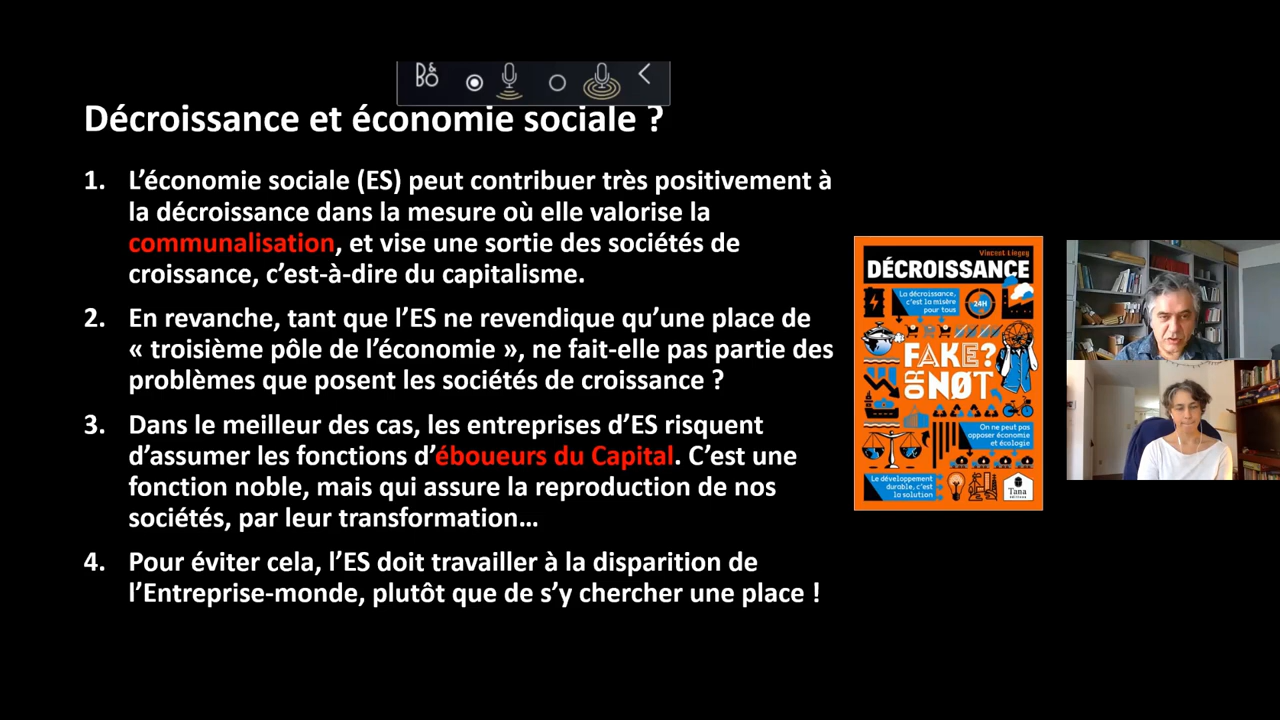 B&O
Décroissance et économie sociale ?
1. L’économie sociale (ES) peut contribuer très positivement à
la décroissance dans la mesure où elle valorise la
communalisation, et vise une sortie des sociétés de
croissance, c’est-à-dire du capitalisme.
2. En revanche, tant que l’ES ne revendique qu’une place de
« troisième pôle de l’économie », ne fait-elle pas partie des
problèmes que posent les sociétés de croissance ?
3. Dans le meilleur des cas, les entreprises d’ES risquent
d’assumer les fonctions d’éboueurs du Capital. C’est une
fonction noble, mais qui assure la reproduction de nos
sociétés, par leur transformation…
4. Pour éviter cela, l’ES doit travailler à la disparition de
l’Entreprise-monde, plutôt que de s’y chercher une place !
Vincent Liegey
DÉCROISSANCE
La décroissance,
c'est la misère
pour tous
24H
FAKE?
OR NØT
On ne peut pas
opposer économie
et écologie
Le développement
durable, c'est
la solution
Tana
éditions